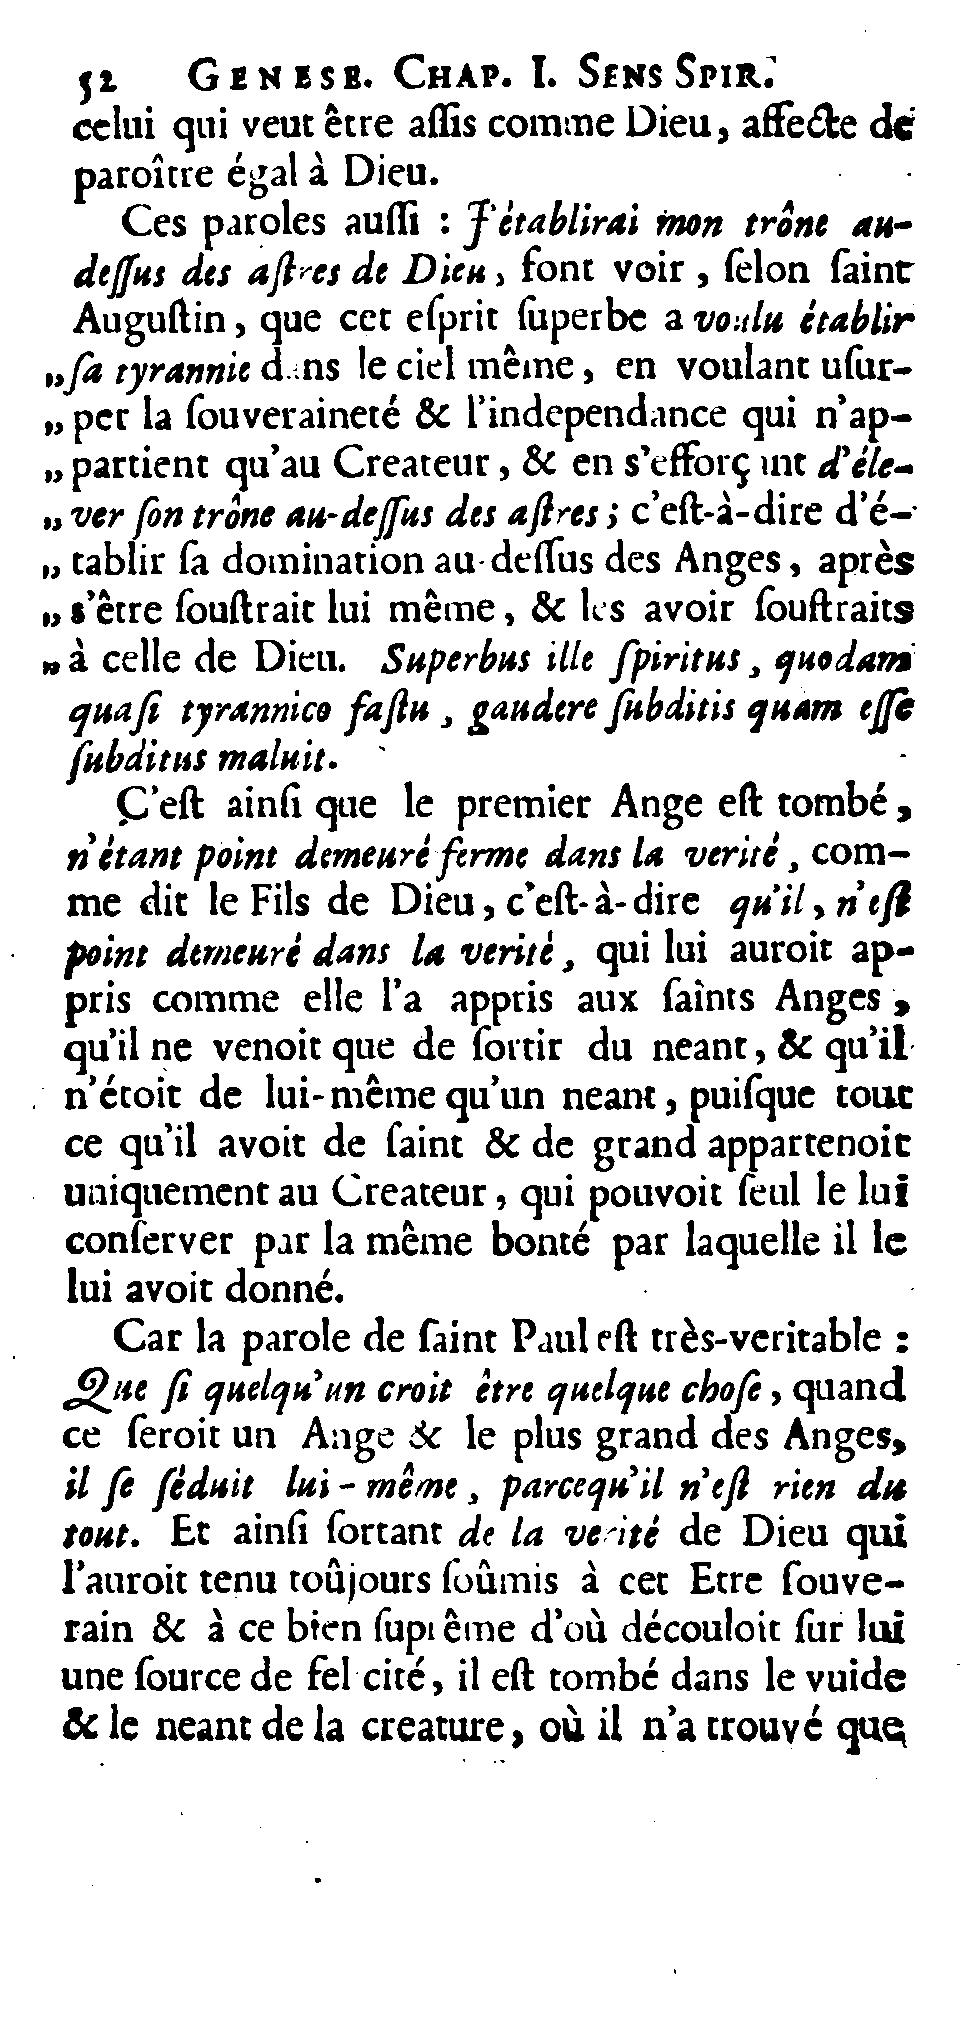 52 GENESE. CHAP. I. SENS SPIR.
celui qui veut être aſſis comme Dieu, affecte de
paroître égal à Dieu.
Ces paroles auſſi : J'établirai mon trône au-
deſſus des aſtres de Dieu, font voir, ſelon ſaint
Auguſtin, que cet eſprit ſuperbe a voulu établir
„ ſa tyrannie dans le ciel même, en voulant uſur-
„ per la ſouveraineté & l'independance qui n'ap-
„ partient qu'au Createur, & en s'efforçant d'éle-
„ ver ſon trône au-deſſus des aſtres; c'eſt-à-dire d'é-
„ tablir ſa domination au-deſſus des Anges, après
„ s'être ſouſtrait lui même, & les avoir ſouſtraits
„ à celle de Dieu. Superbus ille ſpiritus, quodam
quaſi tyrannico faſtu, gaudere ſubditis quam eſſe
ſubditus maluit.
C'eſt ainſi que le premier Ange eſt tombé,
n'étant point demeuré ferme dans la verité, com-
me dit le Fils de Dieu, c'eſt-à-dire qu'il, n'eſt
point demeuré dans la verité, qui lui auroit ap-
pris comme elle l'a appris aux ſaints Anges,
qu'il ne venoit que de ſortir du neant, & qu'il
n'étoit de lui-même qu'un neant, puiſque tout
ce qu'il avoit de ſaint & de grand appartenoit
uniquement au Createur, qui pouvoit ſeul le lui
conſerver par la même bonté par laquelle il le
lui avoit donné.
Car la parole de ſaint Paul eſt très-veritable :
Que ſi quelqu'un croit être quelque choſe, quand
ce ſeroit un Ange & le plus grand des Anges,
il ſe ſéduit lui-même, parcequ'il n'eſt rien du
tout. Et ainſi ſortant de la verité de Dieu qui
l'auroit tenu toûjours ſoûmis à cet Etre ſouve-
rain & à ce bien ſuprême d'où découloit ſur lui
une ſource de felicité, il eſt tombé dans le vuide
& le neant de la creature, où il n'a trouvé que